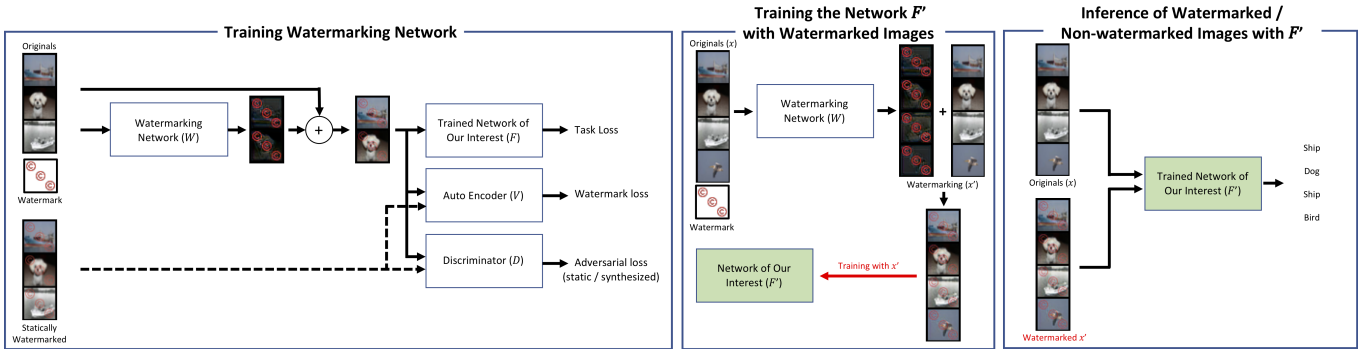 Training Watermarking Network
Originals
Watermarking
Network (W)
+
Trained Network of
Our Interest (F)
Task Loss
Watermark
Auto Encoder (V)
Watermark loss
Discriminator (D)
Adversarial loss
(static / synthesized)
Statically
Watermarked
Training the Network F'
with Watermarked Images
Originals (x)
Watermarking
Network (W)
+
Watermark
Watermarking (x')
Network of Our
Interest (F')
Training with x'
Inference of Watermarked /
Non-watermarked Images with F'
Originals (x)
Trained Network of
Our Interest (F')
Ship
Dog
Ship
Bird
Watermarked x'